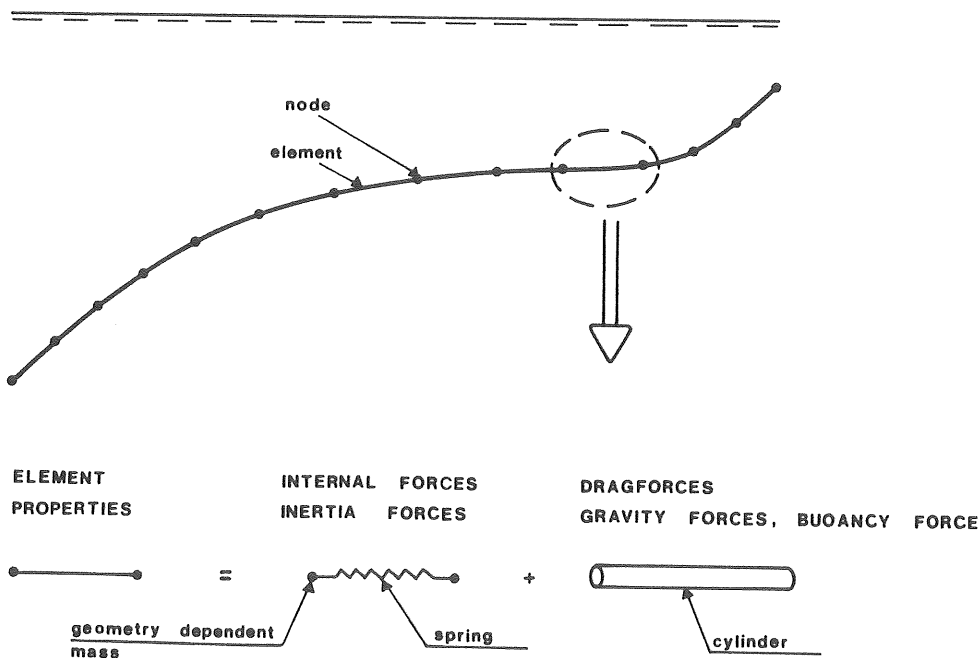 node
element
ELEMENT
PROPERTIES
INTERNAL FORCES
INERTIA FORCES
DRAGFORCES
GRAVITY FORCES, BUOANCY FORCE
=
+
geometry dependent
mass
spring
cylinder